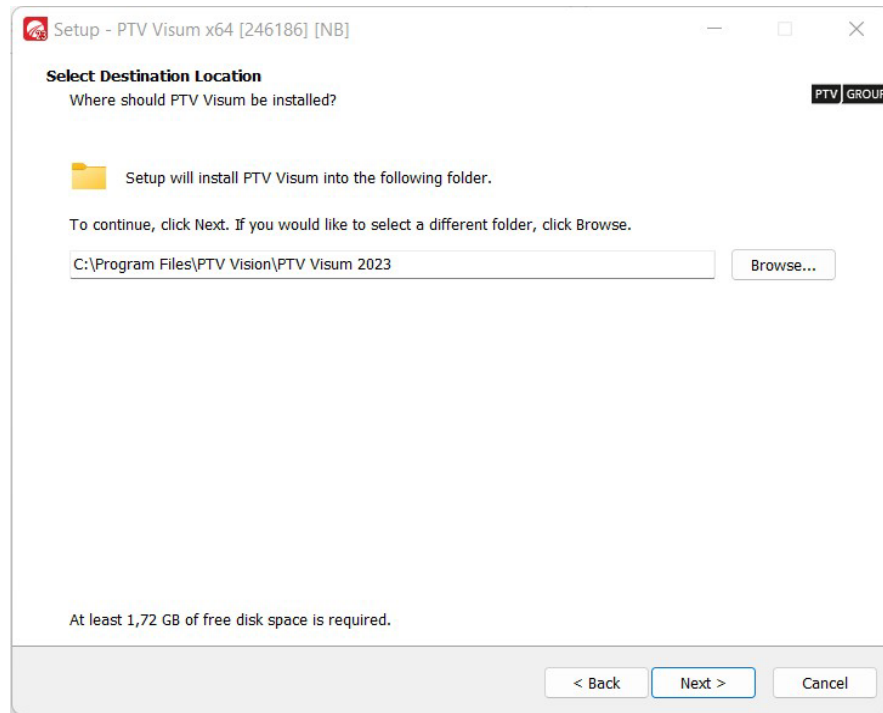 Setup - PTV Visum x64 [246186] [NB]
Select Destination Location
Where should PTV Visum be installed?
PTV GROUP
Setup will install PTV Visum into the following folder.
To continue, click Next. If you would like to select a different folder, click Browse.
C:\Program Files\PTV Vision\PTV Visum 2023
Browse...
At least 1,72 GB of free disk space is required.
< Back
Next >
Cancel